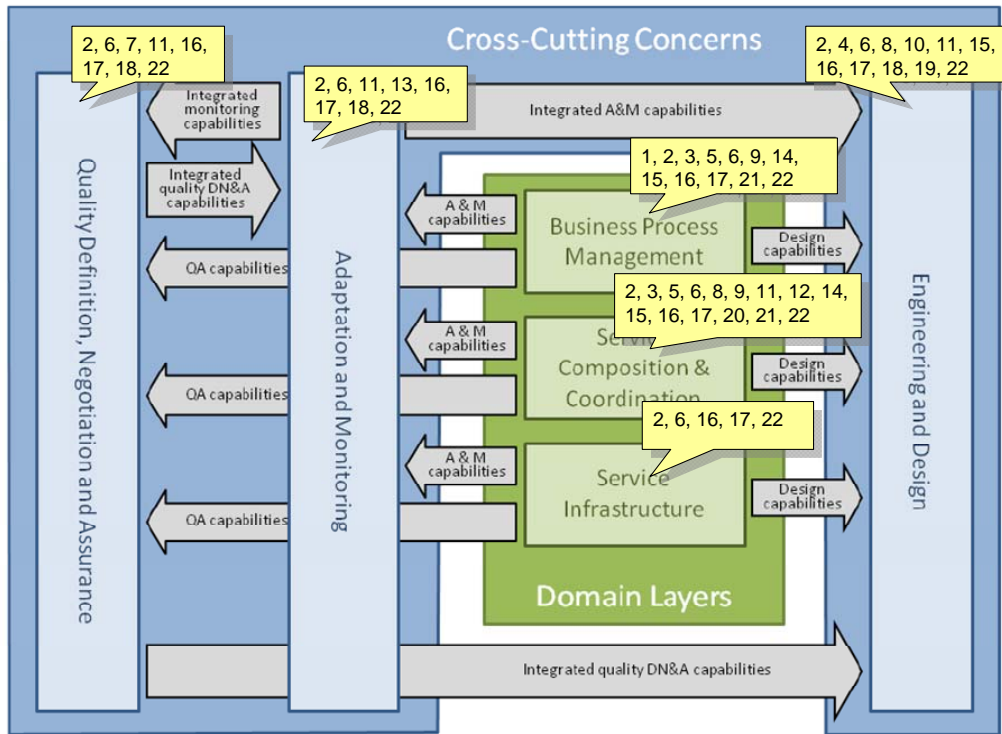 Cross-Cutting Concerns
2, 6, 7, 11, 16,
17, 18, 22
2, 6, 11, 13, 16,
17, 18, 22
2, 4, 6, 8, 10, 11, 15,
16, 17, 18, 19, 22
Integrated
monitoring
capabilities
Integrated A&M capabilities
Integrated
quality DN&A
capabilities
1, 2, 3, 5, 6, 9, 14,
15, 16, 17, 21, 22
A & M
capabilities
Business Process
Management
Design
capabilities
QA capabilities
2, 3, 5, 6, 8, 9, 11, 12, 14,
15, 16, 17, 20, 21, 22
A & M
capabilities
Composition &
Coordination
Design
capabilities
QA capabilities
2, 6, 16, 17, 22
A & M
capabilities
Service
Infrastructure
Design
capabilities
QA capabilities
Domain Layers
Integrated quality DN&A capabilities
Quality Definition, Negotiation and Assurance
Adaptation and Monitoring
Engineering and Design